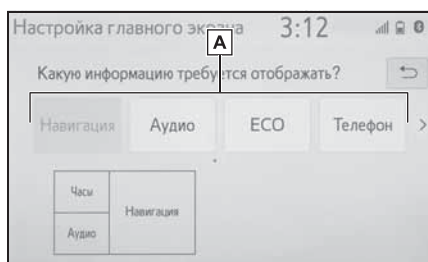 Настройка главного экрана 3:12
A
Какую информацию требуется отображать?
Навигация Аудио ECO Телефон >
Часы
Навигация
Аудио